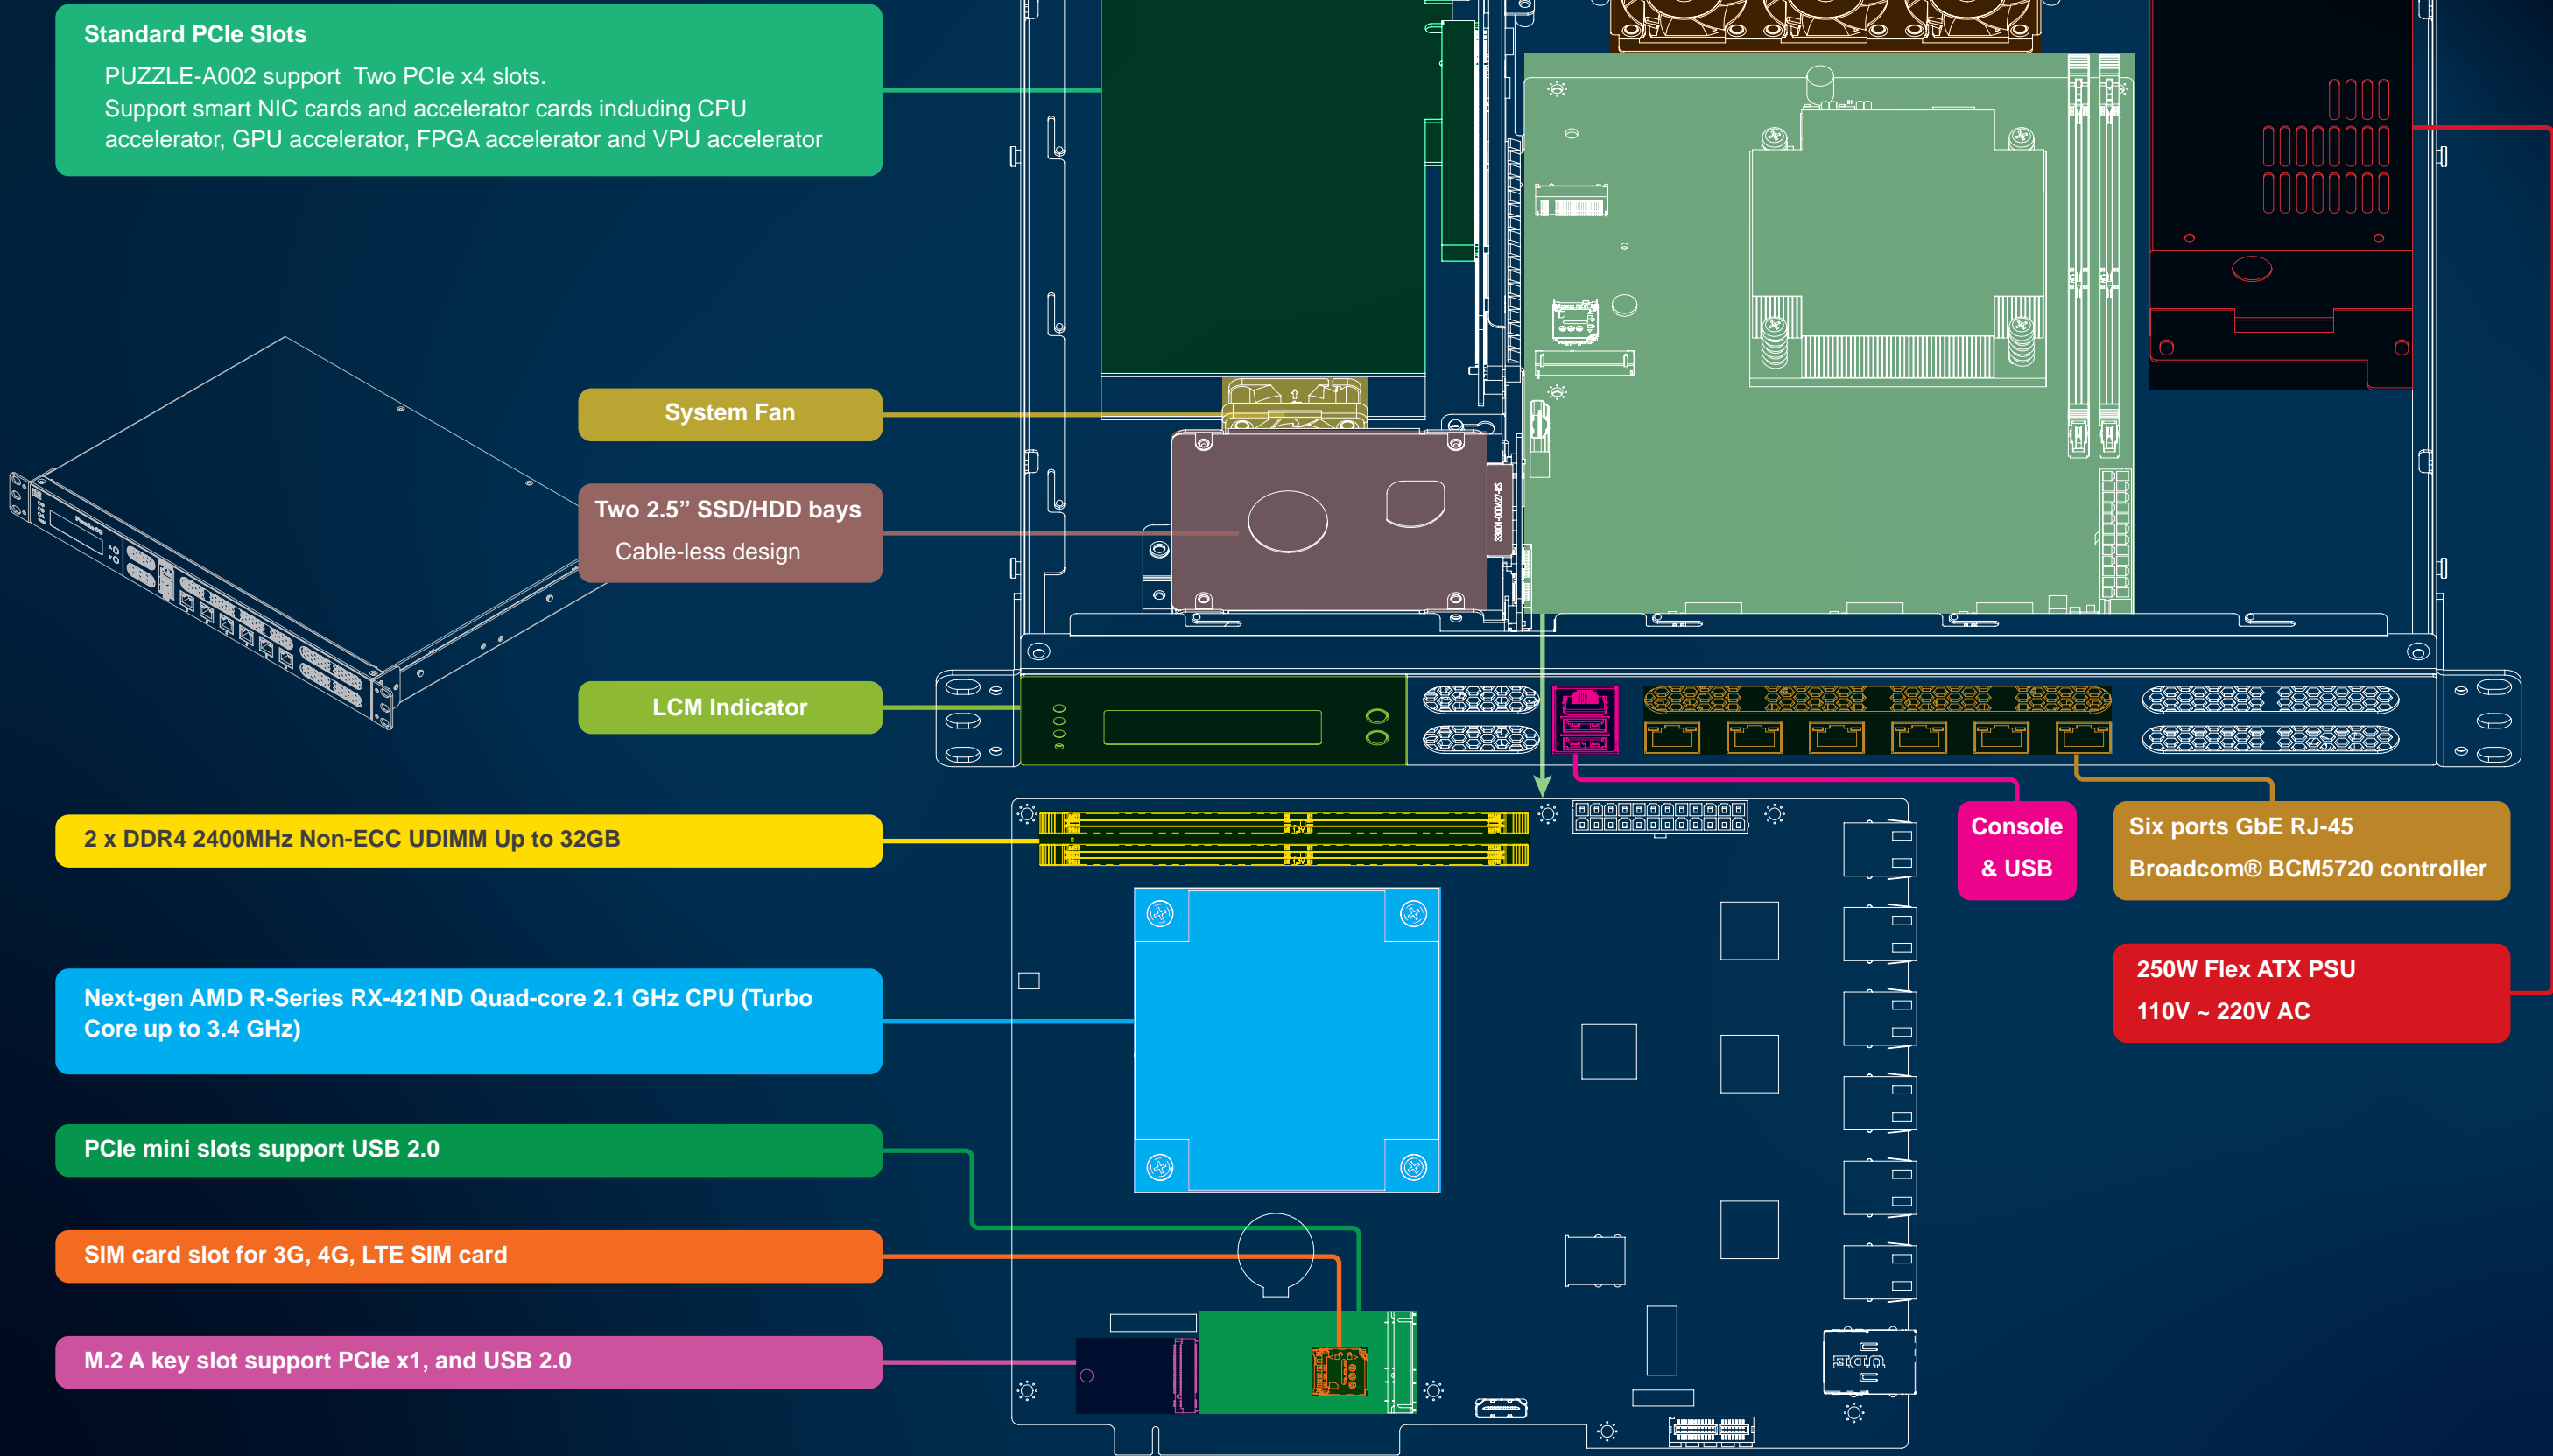 Standard PCIe Slots
PUZZLE-A002 support Two PCIe x4 slots.
Support smart NIC cards and accelerator cards including CPU
accelerator, GPU accelerator, FPGA accelerator and VPU accelerator
System Fan
Two 2.5” SSD/HDD bays
Cable-less design
33001-000627-RS
LCM Indicator
2 x DDR4 2400MHz Non-ECC UDIMM Up to 32GB
Console
& USB
Six ports GbE RJ-45
Broadcom® BCM5720 controller
Next-gen AMD R-Series RX-421ND Quad-core 2.1 GHz CPU (Turbo
Core up to 3.4 GHz)
250W Flex ATX PSU
110V ~ 220V AC
PCIe mini slots support USB 2.0
SIM card slot for 3G, 4G, LTE SIM card
M.2 A key slot support PCIe x1, and USB 2.0
UDE